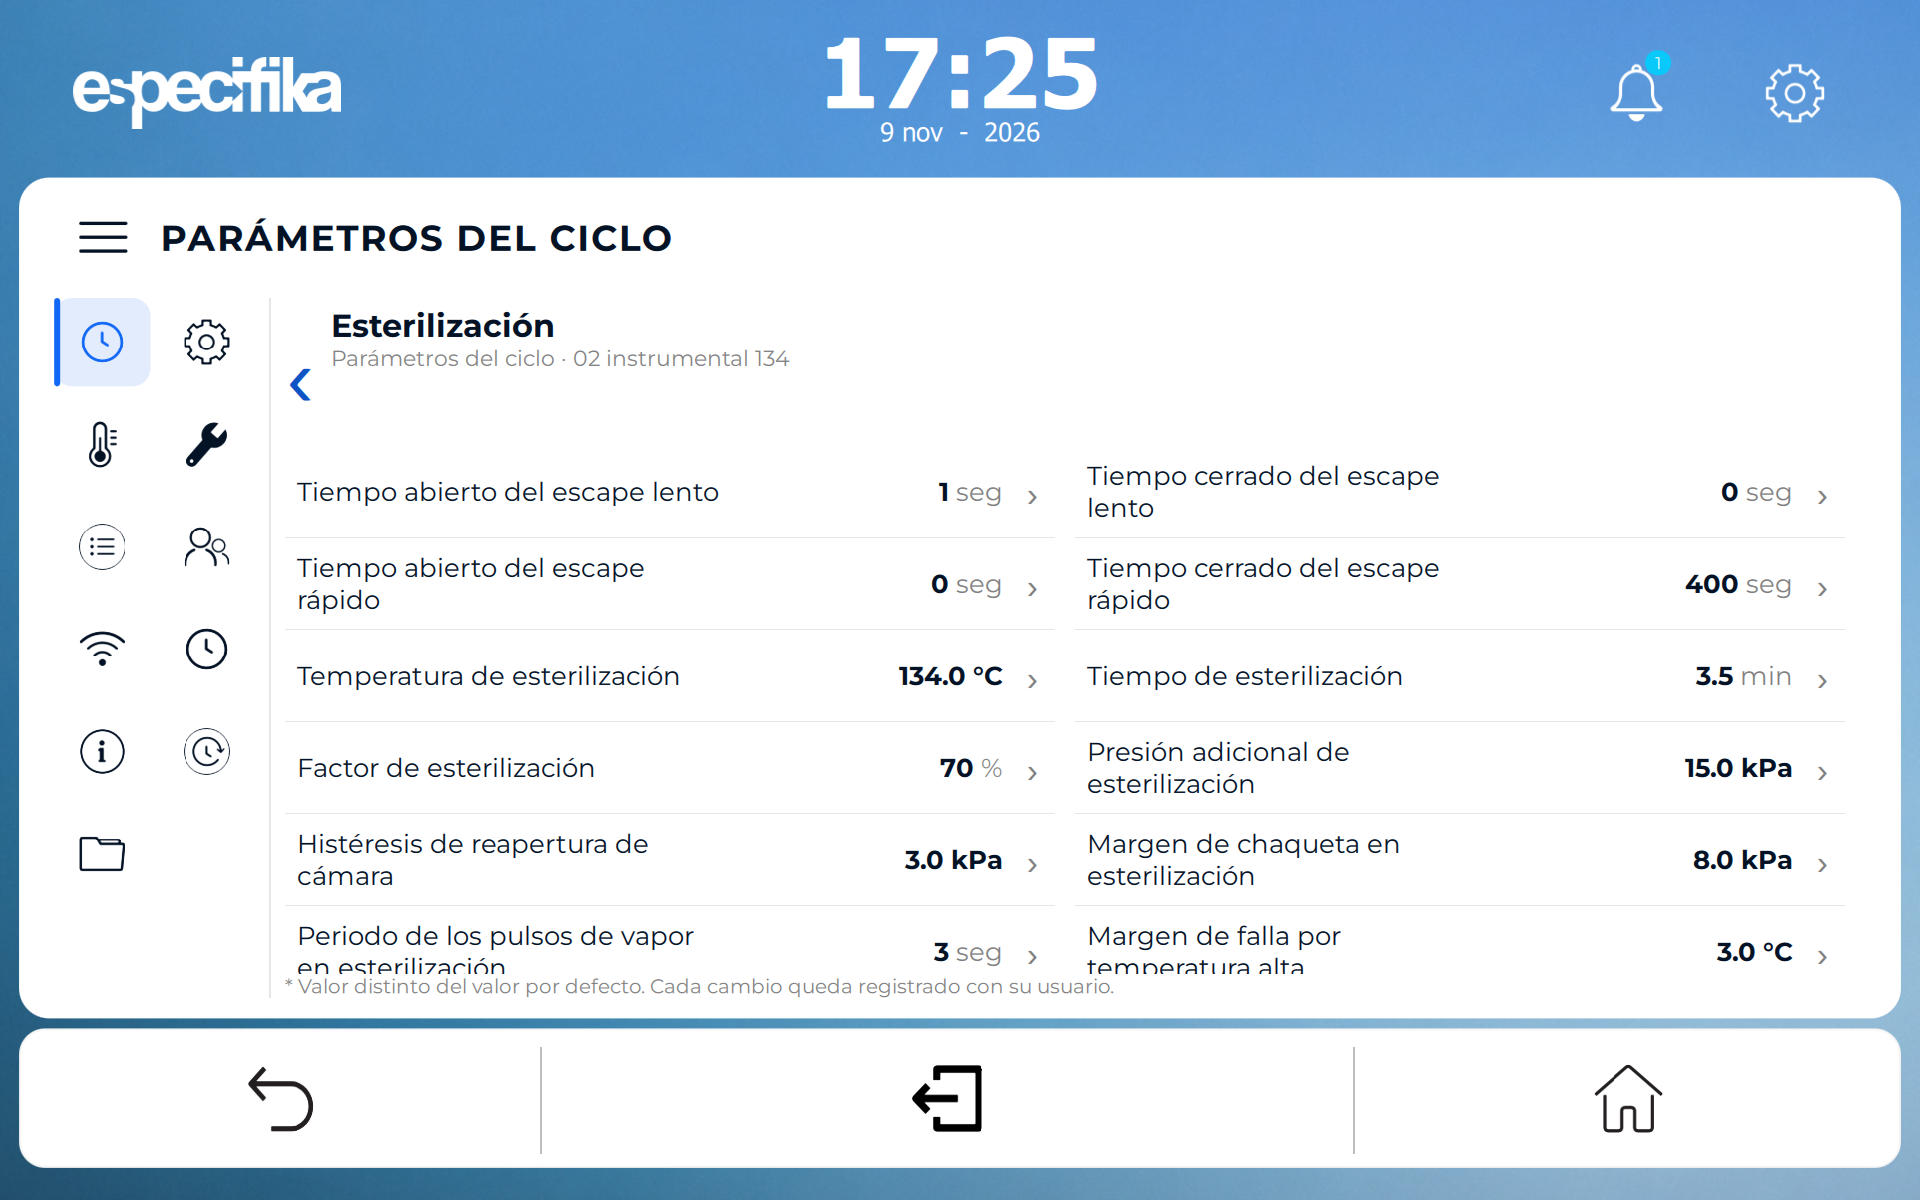 especifika
17:25
9 nov - 2026
1
PARÁMETROS DEL CICLO
Esterilización
Parámetros del ciclo · 02 instrumental 134
Tiempo abierto del escape lento
1 seg
Tiempo cerrado del escape
lento
0 seg
Tiempo abierto del escape
rápido
0 seg
Tiempo cerrado del escape
rápido
400 seg
Temperatura de esterilización
134.0 °C
Tiempo de esterilización
3.5 min
Factor de esterilización
70 %
Presión adicional de
esterilización
15.0 kPa
Histéresis de reapertura de
cámara
3.0 kPa
Margen de chaqueta en
esterilización
8.0 kPa
Periodo de los pulsos de vapor
en esterilización
3 seg
Margen de falla por
temperatura alta
3.0 °C
* Valor distinto del valor por defecto. Cada cambio queda registrado con su usuario.